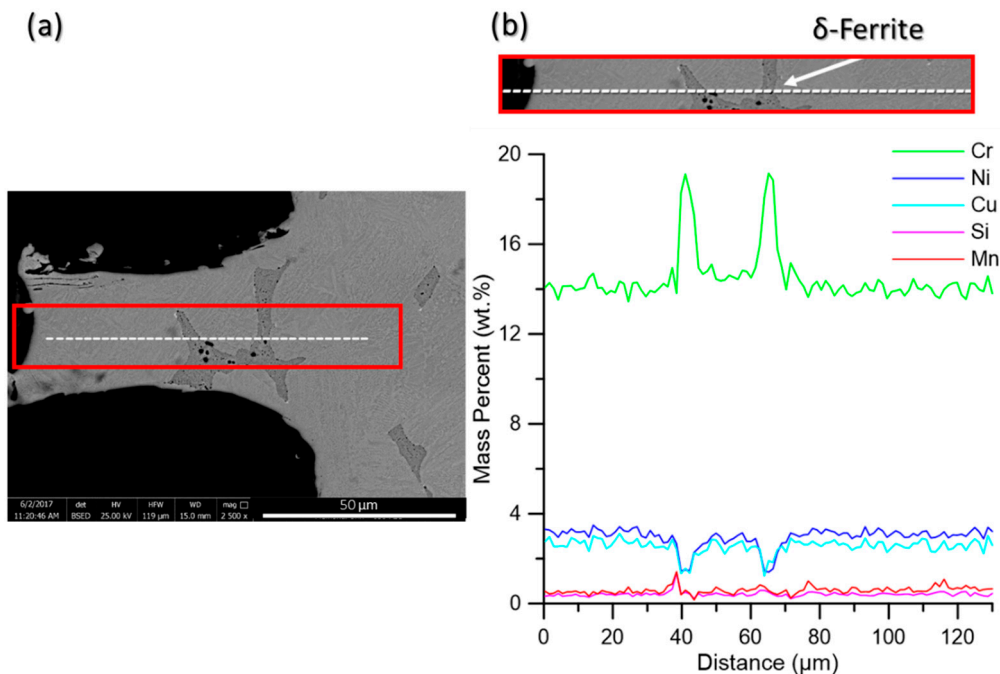 (a)
(b)
δ-Ferrite
6/2/2017
11:20:46 AM
det
BSED
HV
25.00 kV
HFW
119 µm
WD
15.0 mm
mag
2 500 x
50 µm
Mass Percent (wt.%)
20
16
12
8
4
0
Cr
Ni
Cu
Si
Mn
0
20
40
60
80
100
120
Distance (µm)